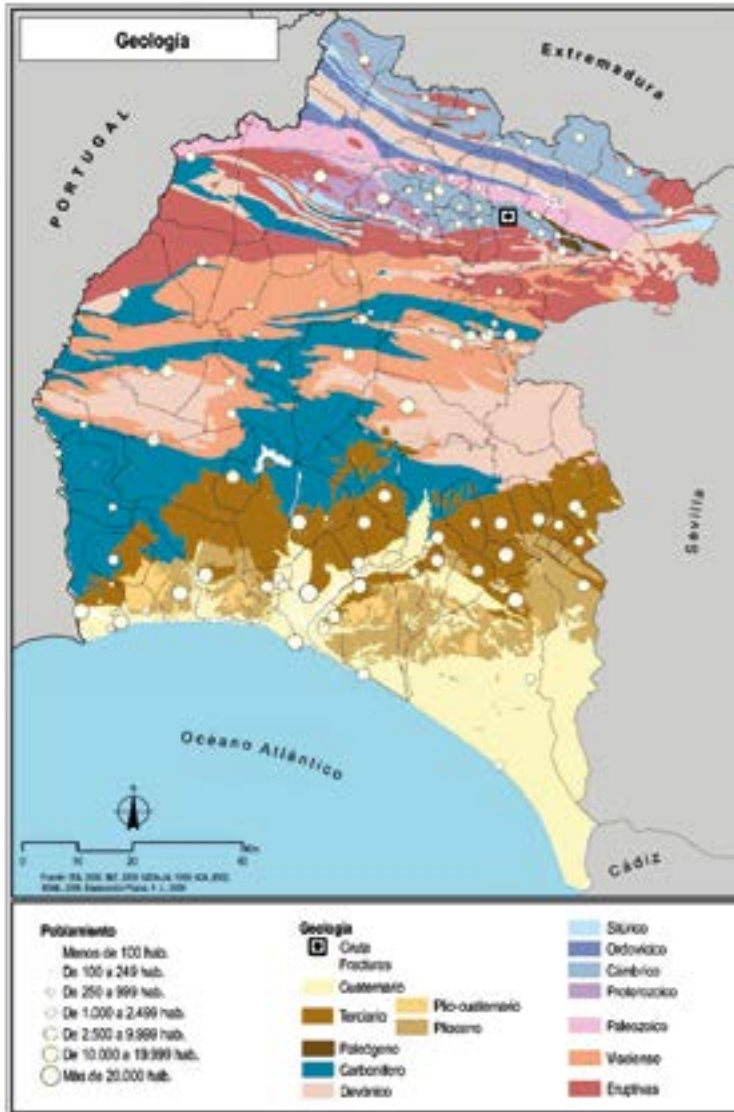 Geología
Extremadura
PORTUGAL
Sevilla
Océano Atlántico
Cádiz
0 10 20 40
Poblamiento
Menos de 100 hab.
De 100 a 249 hab.
De 250 a 999 hab.
De 1.000 a 2.499 hab.
De 2.500 a 9.999 hab.
De 10.000 a 19.999 hab.
Más de 20.000 hab.
Geología
Gruta
Fracturas
Cuaternario
Terciario
Plio-cuaternario
Plioceno
Paleógeno
Carbonífero
Devónico
Silúrico
Ordovícico
Cámbrico
Proterozoico
Paleozoico
Viseiense
Eruptivas